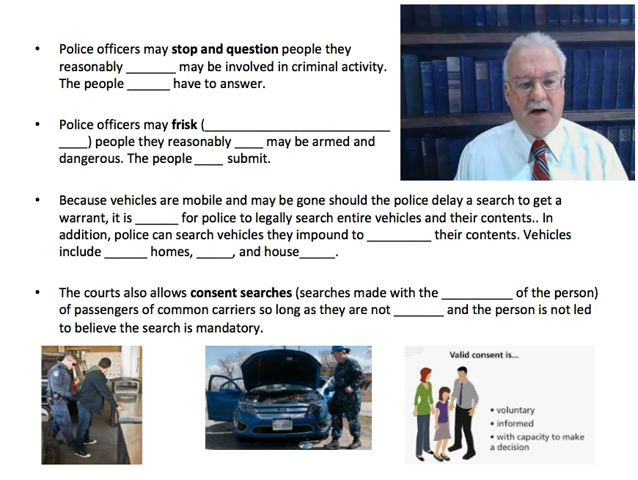 • Police officers may stop and question people they
reasonably _______ may be involved in criminal activity.
The people ______ have to answer.
• Police officers may frisk (__________________________
____) people they reasonably ____ may be armed and
dangerous. The people ____ submit.
• Because vehicles are mobile and may be gone should the police delay a search to get a
warrant, it is ______ for police to legally search entire vehicles and their contents.. In
addition, police can search vehicles they impound to _________ their contents. Vehicles
include ______ homes, _____, and house_____.
• The courts also allows consent searches (searches made with the __________ of the person)
of passengers of common carriers so long as they are not _______ and the person is not led
to believe the search is mandatory.
Valid consent is...
• voluntary
• informed
• with capacity to make
a decision